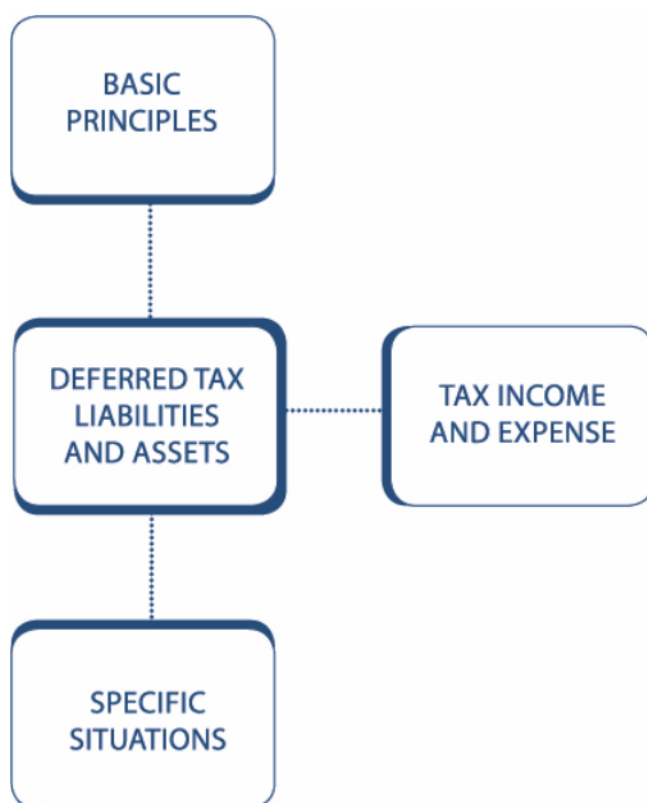 BASIC
PRINCIPLES
DEFERRED TAX
LIABILITIES
AND ASSETS
TAX INCOME
AND EXPENSE
SPECIFIC
SITUATIONS